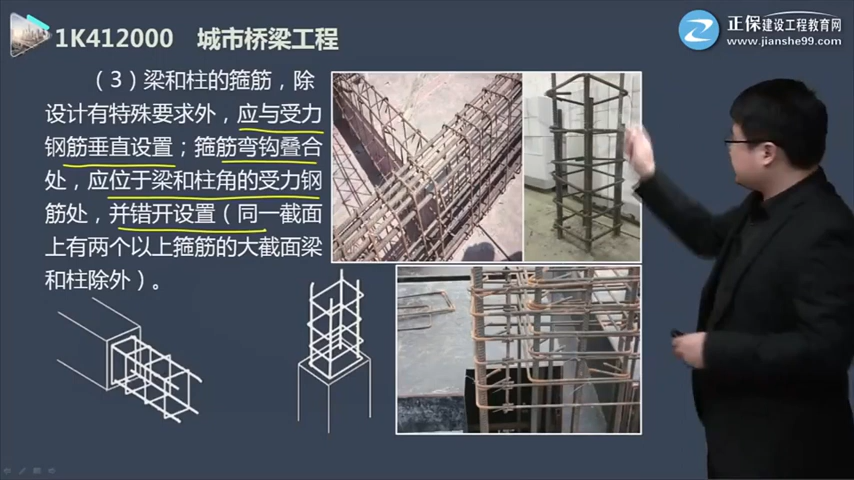 1K412000 城市桥梁工程
正保建设工程教育网
www.jianshe99.com
（3）梁和柱的箍筋，除
设计有特殊要求外，应与受力
钢筋垂直设置；箍筋弯钩叠合
处，应位于梁和柱角的受力钢
筋处，并错开设置（同一截面
上有两个以上箍筋的大截面梁
和柱除外）。